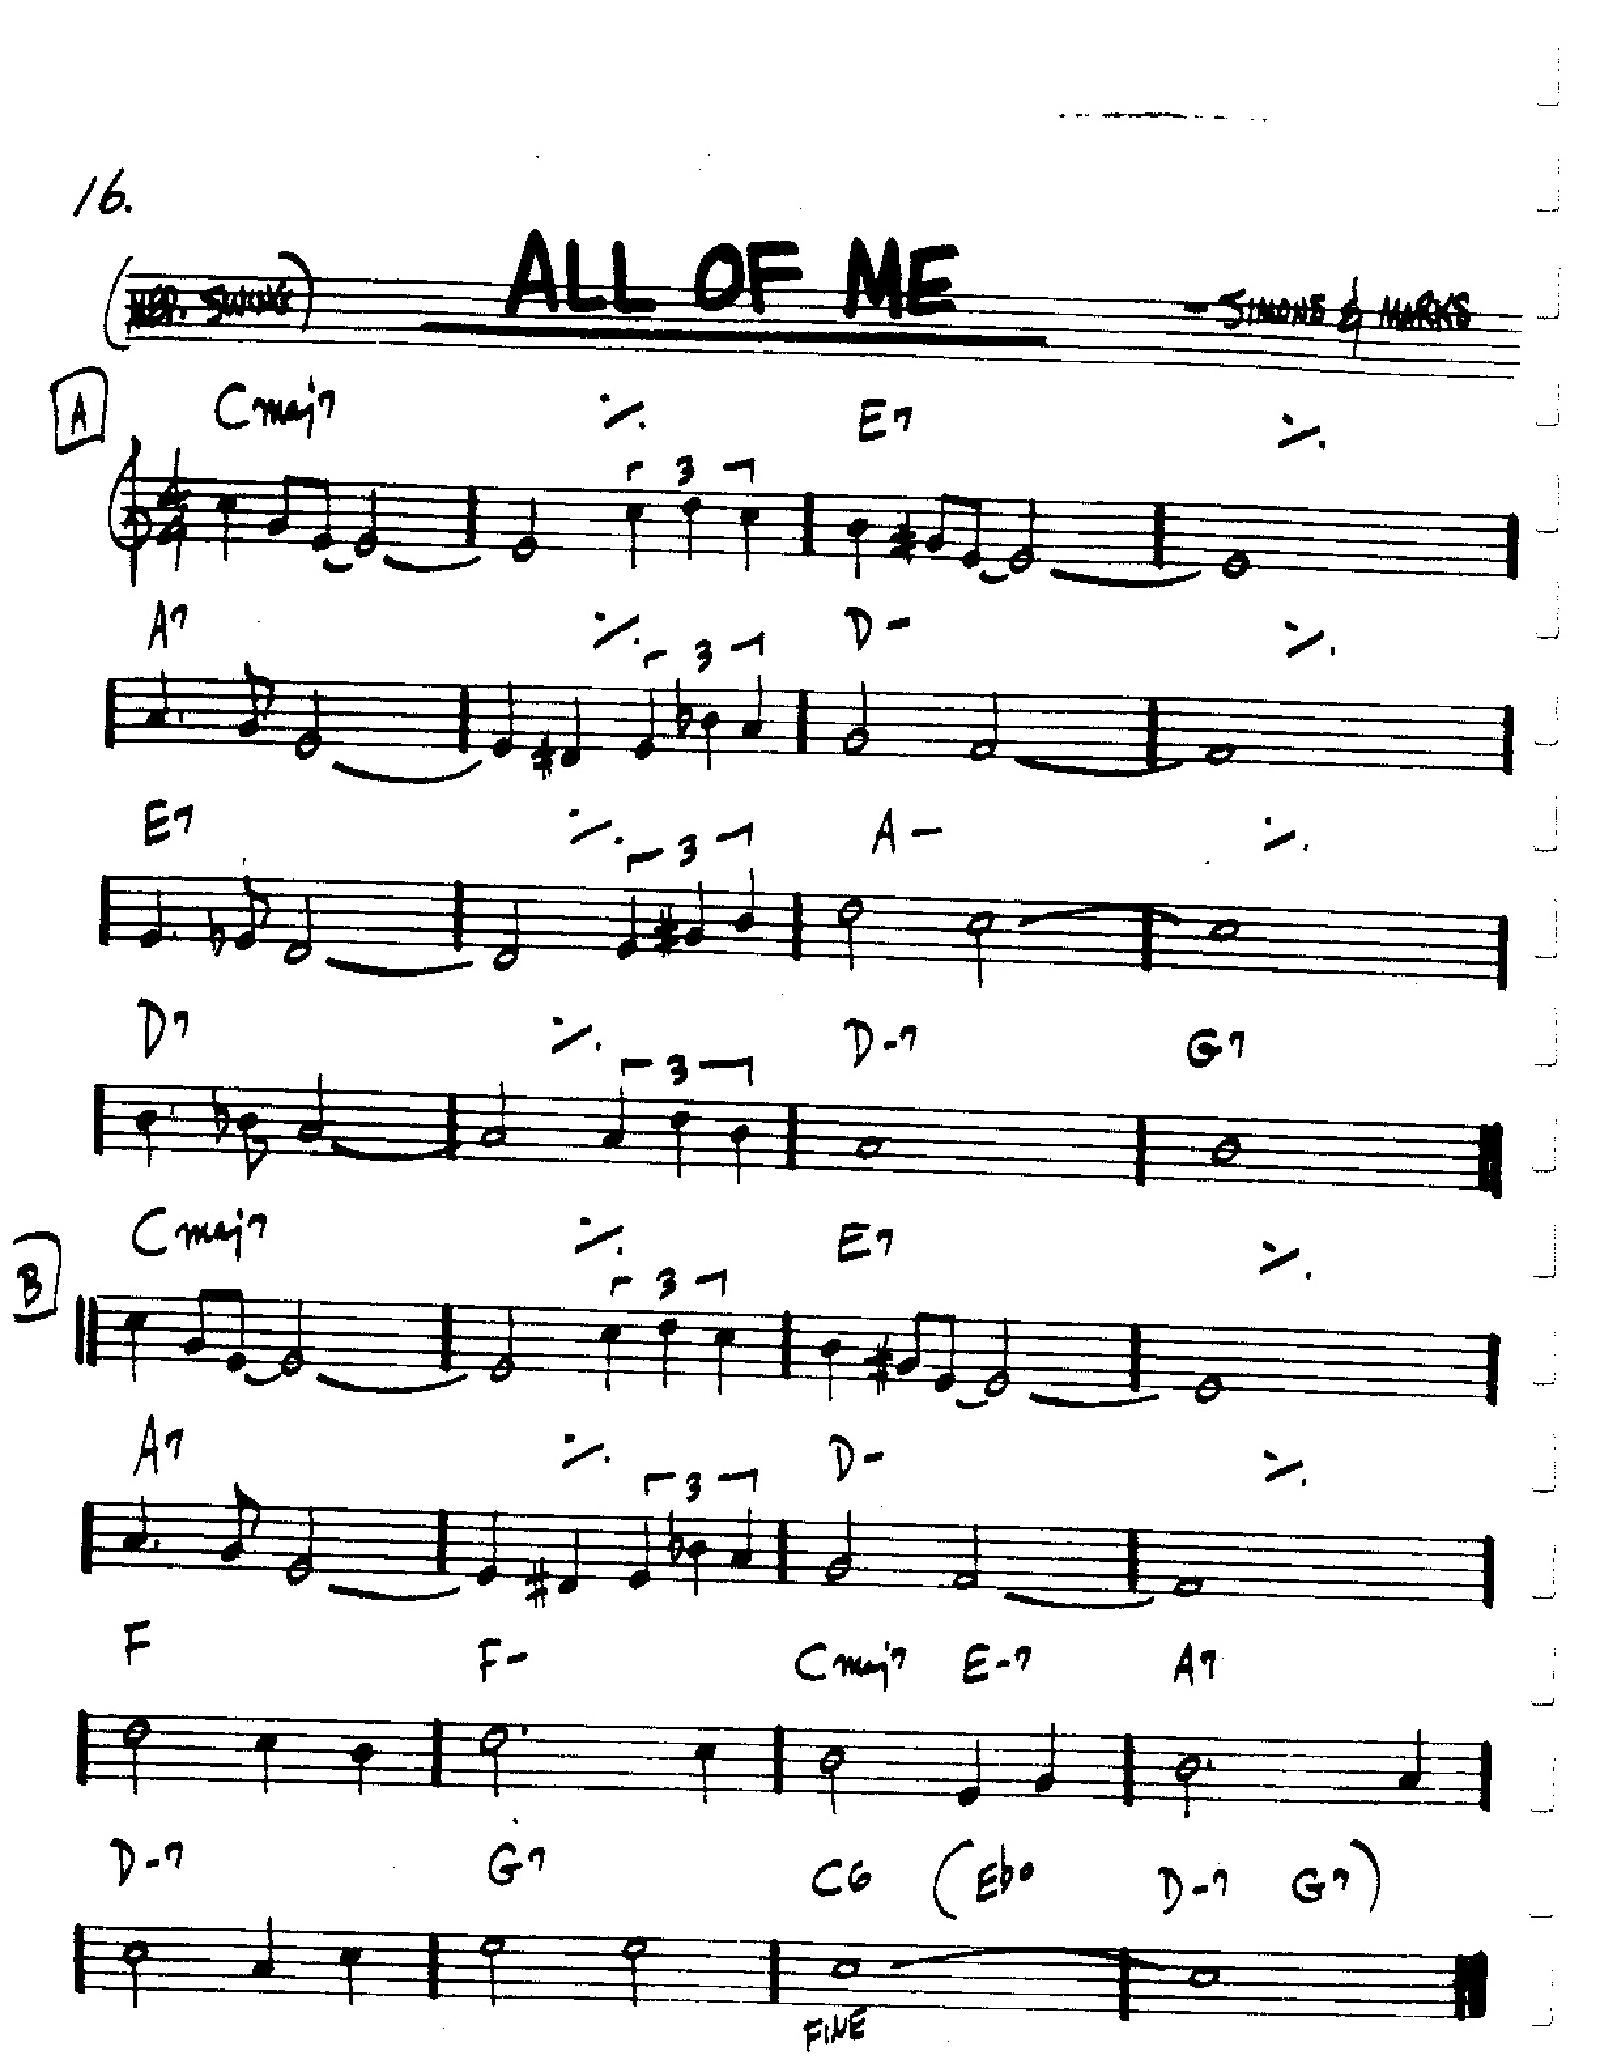 16.
(MED. SWING) ALL OF ME - SIMONS & MARKS
A Cmaj7 ٪ E7 ٪
3
A7 ٪ D- ٪
3
E7 ٪ A- ٪
3
D7 ٪ D-7 G7
3
B Cmaj7 ٪ E7 ٪
3
A7 ٪ D- ٪
3
F F- Cmaj7 E-7 A7
D-7 G7 C6 (Eb° D-7 G7)
FINE